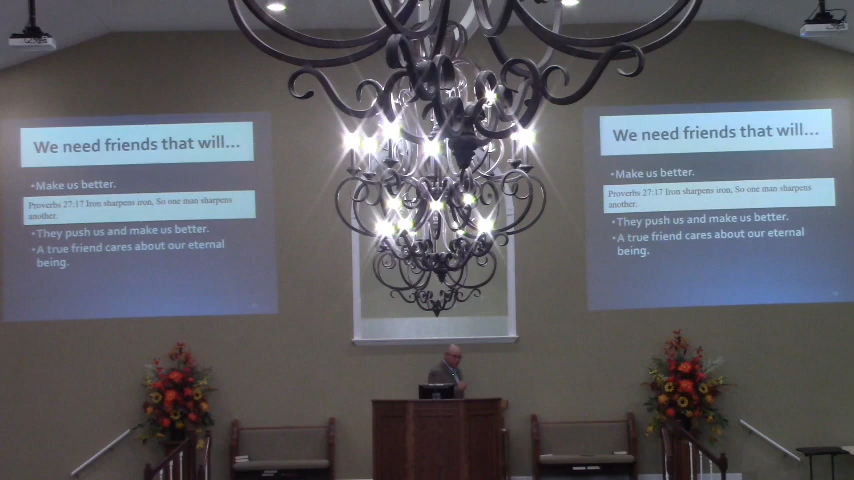 We need friends that will...
•Make us better.
Proverbs 27:17 Iron sharpens iron, So one man sharpens
another.
•They push us and make us better.
•A true friend cares about our eternal
being.
We need friends that will...
•Make us better.
Proverbs 27:17 Iron sharpens iron, So one man sharpens
another.
•They push us and make us better.
•A true friend cares about our eternal
being.